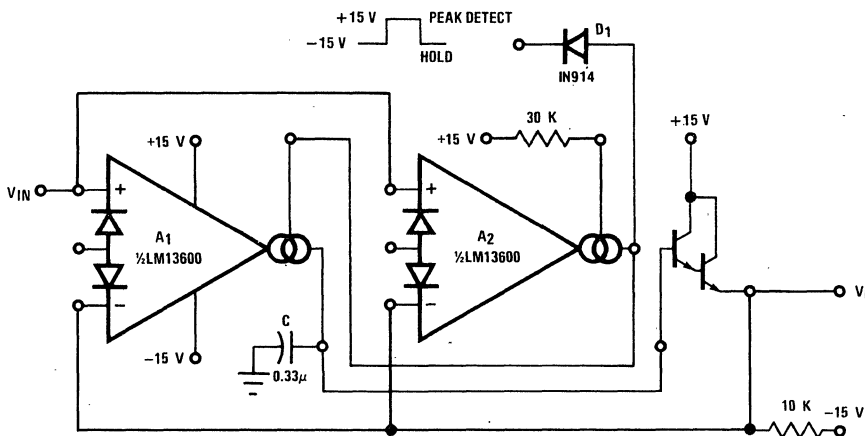 +15 V
PEAK DETECT
-15 V
HOLD
D1
IN914
30 K
+15 V
+15 V
+15 V
VIN
+
A1
½LM13600
-
+
A2
½LM13600
-
C
0.33μ
-15 V
10 K
-15 V